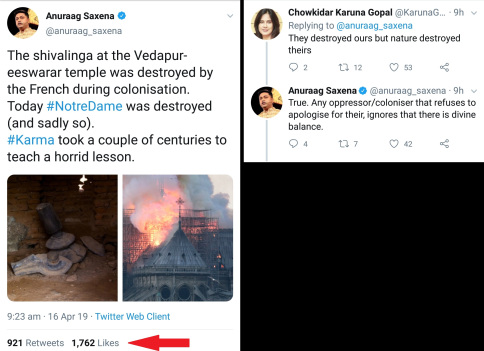 Anuraag Saxena
@anuraag_saxena
The shivalinga at the Vedapur-
eeswarar temple was destroyed by
the French during colonisation.
Today #NotreDame was destroyed
(and sadly so).
#Karma took a couple of centuries to
teach a horrid lesson.
9:23 am · 16 Apr 19 · Twitter Web Client
921 Retweets 1,762 Likes
Chowkidar Karuna Gopal @KarunaG... · 9h
Replying to @anuraag_saxena
They destroyed ours but nature destroyed
theirs
2 12 53
Anuraag Saxena @anuraag_saxena · 9h
True. Any oppressor/coloniser that refuses to
apologise for their, ignores that there is divine
balance.
4 7 42